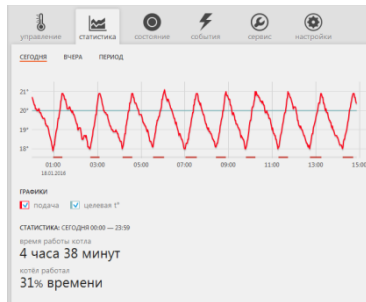 управление статистика состояние события сервис настройки
СЕГОДНЯ ВЧЕРА ПЕРИОД
21°
20°
19°
18°
01:00 03:00 05:00 07:00 09:00 11:00 13:00 15:00
18.01.2016
ГРАФИКИ
подача целевая t°
СТАТИСТИКА: СЕГОДНЯ 00:00 — 23:59
время работы котла
4 часа 38 минут
котёл работал
31% времени